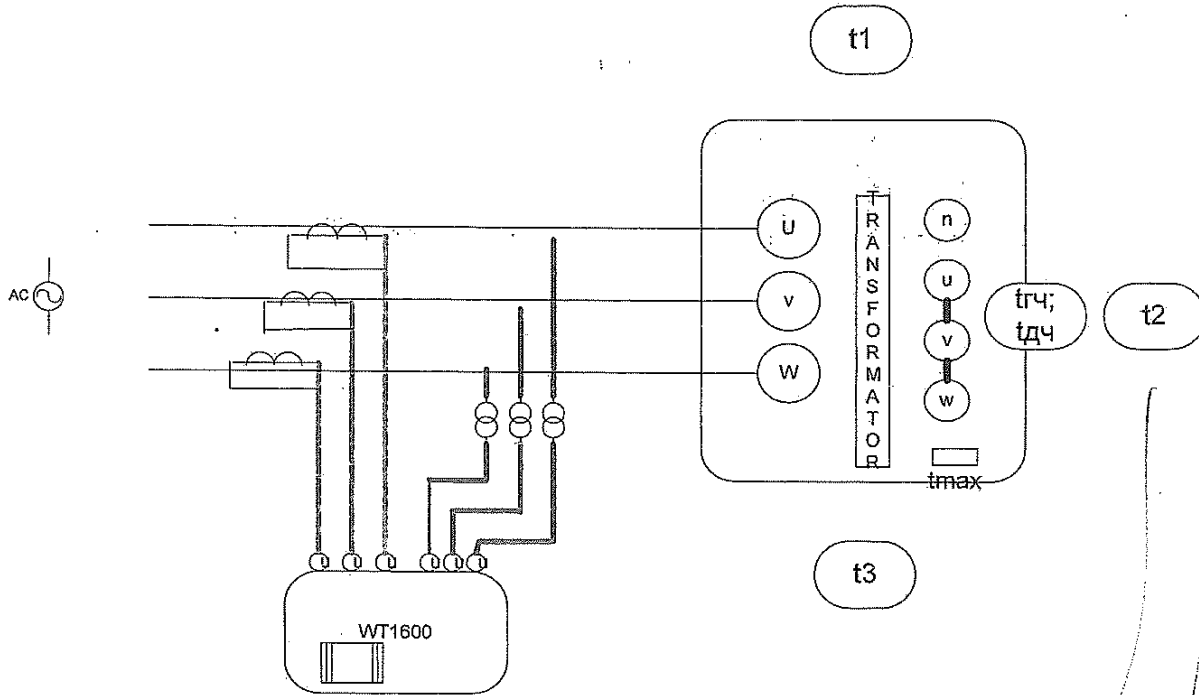 t1
TRANSFORMATOR
U
n
u
AC
v
tгч;
tдч
t2
v
W
w
tmax
t3
u u u u u u
WT1600